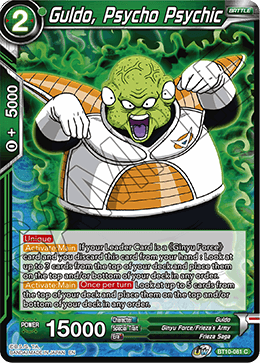 Guldo, Psycho Psychic
BATTLE
2
+ 5000
Unique
Activate Main If your Leader Card is a {Ginyu Force}
card and you discard this card from your hand : Look at
up to 3 cards from the top of your deck and place them
on the top and/or bottom of your deck in any order.
Activate Main Once per turn Look at up to 5 cards
from the top of your deck and place them on the top and/or
bottom of your deck in any order.
Character
Guldo
Special Trait
Ginyu Force/Frieza's Army
Era
Frieza Saga
POWER
15000
BT10-081 C